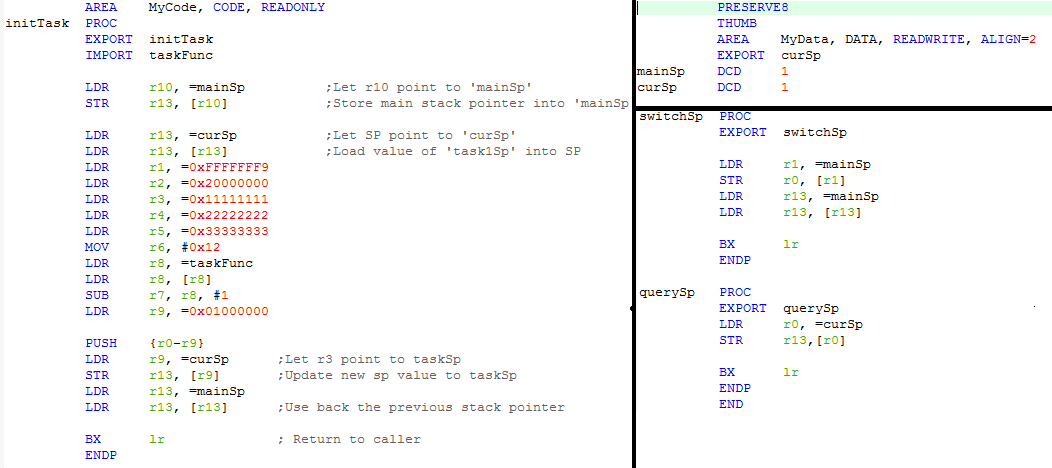 AREA MyCode, CODE, READONLY
initTask PROC
EXPORT initTask
IMPORT taskFunc
LDR r10, =mainSp ;Let r10 point to 'mainSp'
STR r13, [r10] ;Store main stack pointer into 'mainSp
LDR r13, =curSp ;Let SP point to 'curSp'
LDR r13, [r13] ;Load value of 'task1Sp' into SP
LDR r1, =0xFFFFFFF9
LDR r2, =0x20000000
LDR r3, =0x11111111
LDR r4, =0x22222222
LDR r5, =0x33333333
MOV r6, #0x12
LDR r8, =taskFunc
LDR r8, [r8]
SUB r7, r8, #1
LDR r9, =0x01000000
PUSH {r0-r9}
LDR r9, =curSp ;Let r3 point to taskSp
STR r13, [r9] ;Update new sp value to taskSp
LDR r13, =mainSp
LDR r13, [r13] ;Use back the previous stack pointer
BX lr ; Return to caller
ENDP
PRESERVE8
THUMB
AREA MyData, DATA, READWRITE, ALIGN=2
EXPORT curSp
mainSp DCD 1
curSp DCD 1
switchSp PROC
EXPORT switchSp
LDR r1, =mainSp
STR r0, [r1]
LDR r13, =mainSp
LDR r13, [r13]
BX lr
ENDP
querySp PROC
EXPORT querySp
LDR r0, =curSp
STR r13,[r0]
BX lr
ENDP
END